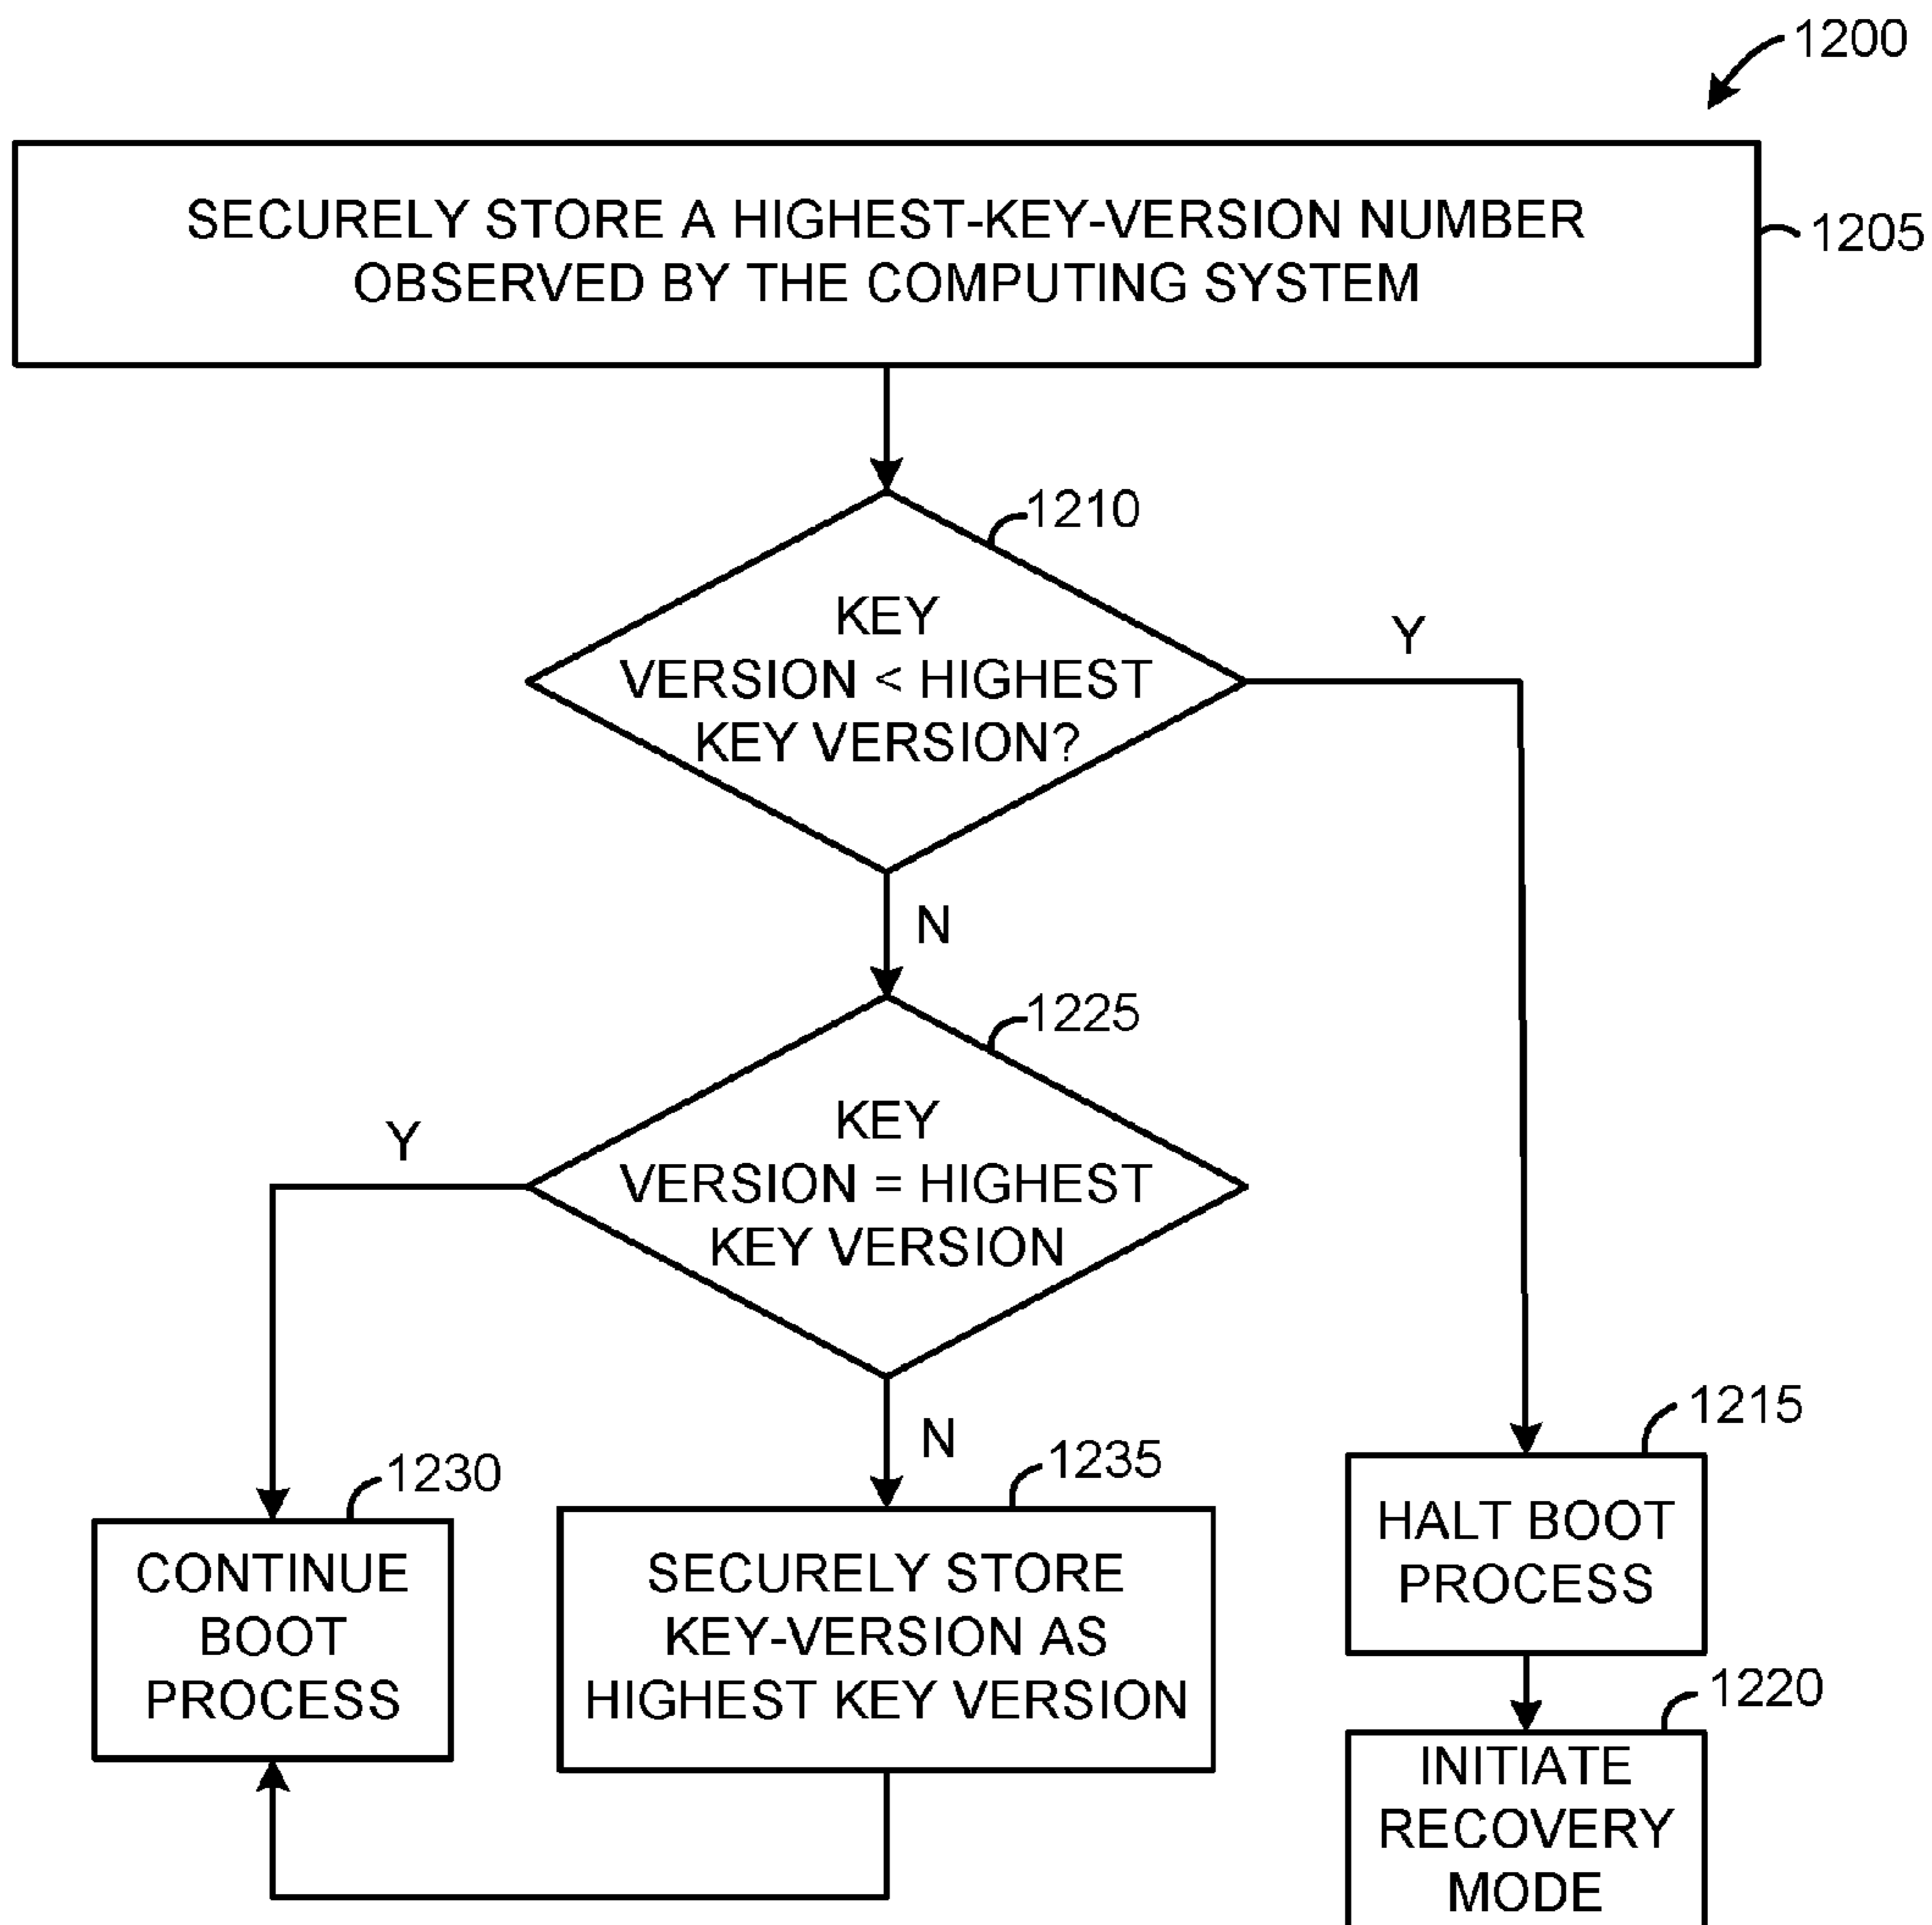 1200
SECURELY STORE A HIGHEST-KEY-VERSION NUMBER
OBSERVED BY THE COMPUTING SYSTEM
1205
1210
KEY
VERSION < HIGHEST
KEY VERSION?
Y
N
1225
KEY
VERSION = HIGHEST
KEY VERSION
Y
N
1230
CONTINUE
BOOT
PROCESS
1235
SECURELY STORE
KEY-VERSION AS
HIGHEST KEY VERSION
1215
HALT BOOT
PROCESS
1220
INITIATE
RECOVERY
MODE